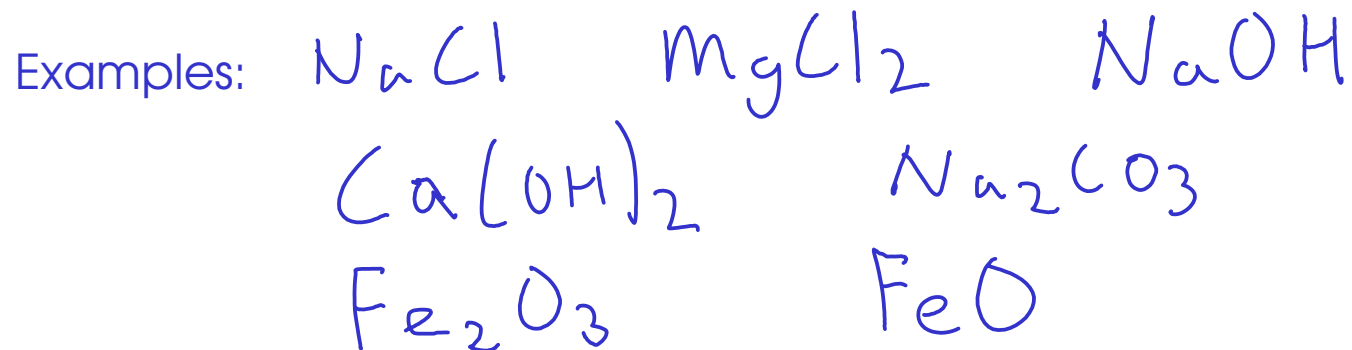 Examples: NaCl MgCl₂ NaOH
Ca(OH)₂ Na₂CO₃
Fe₂O₃ FeO